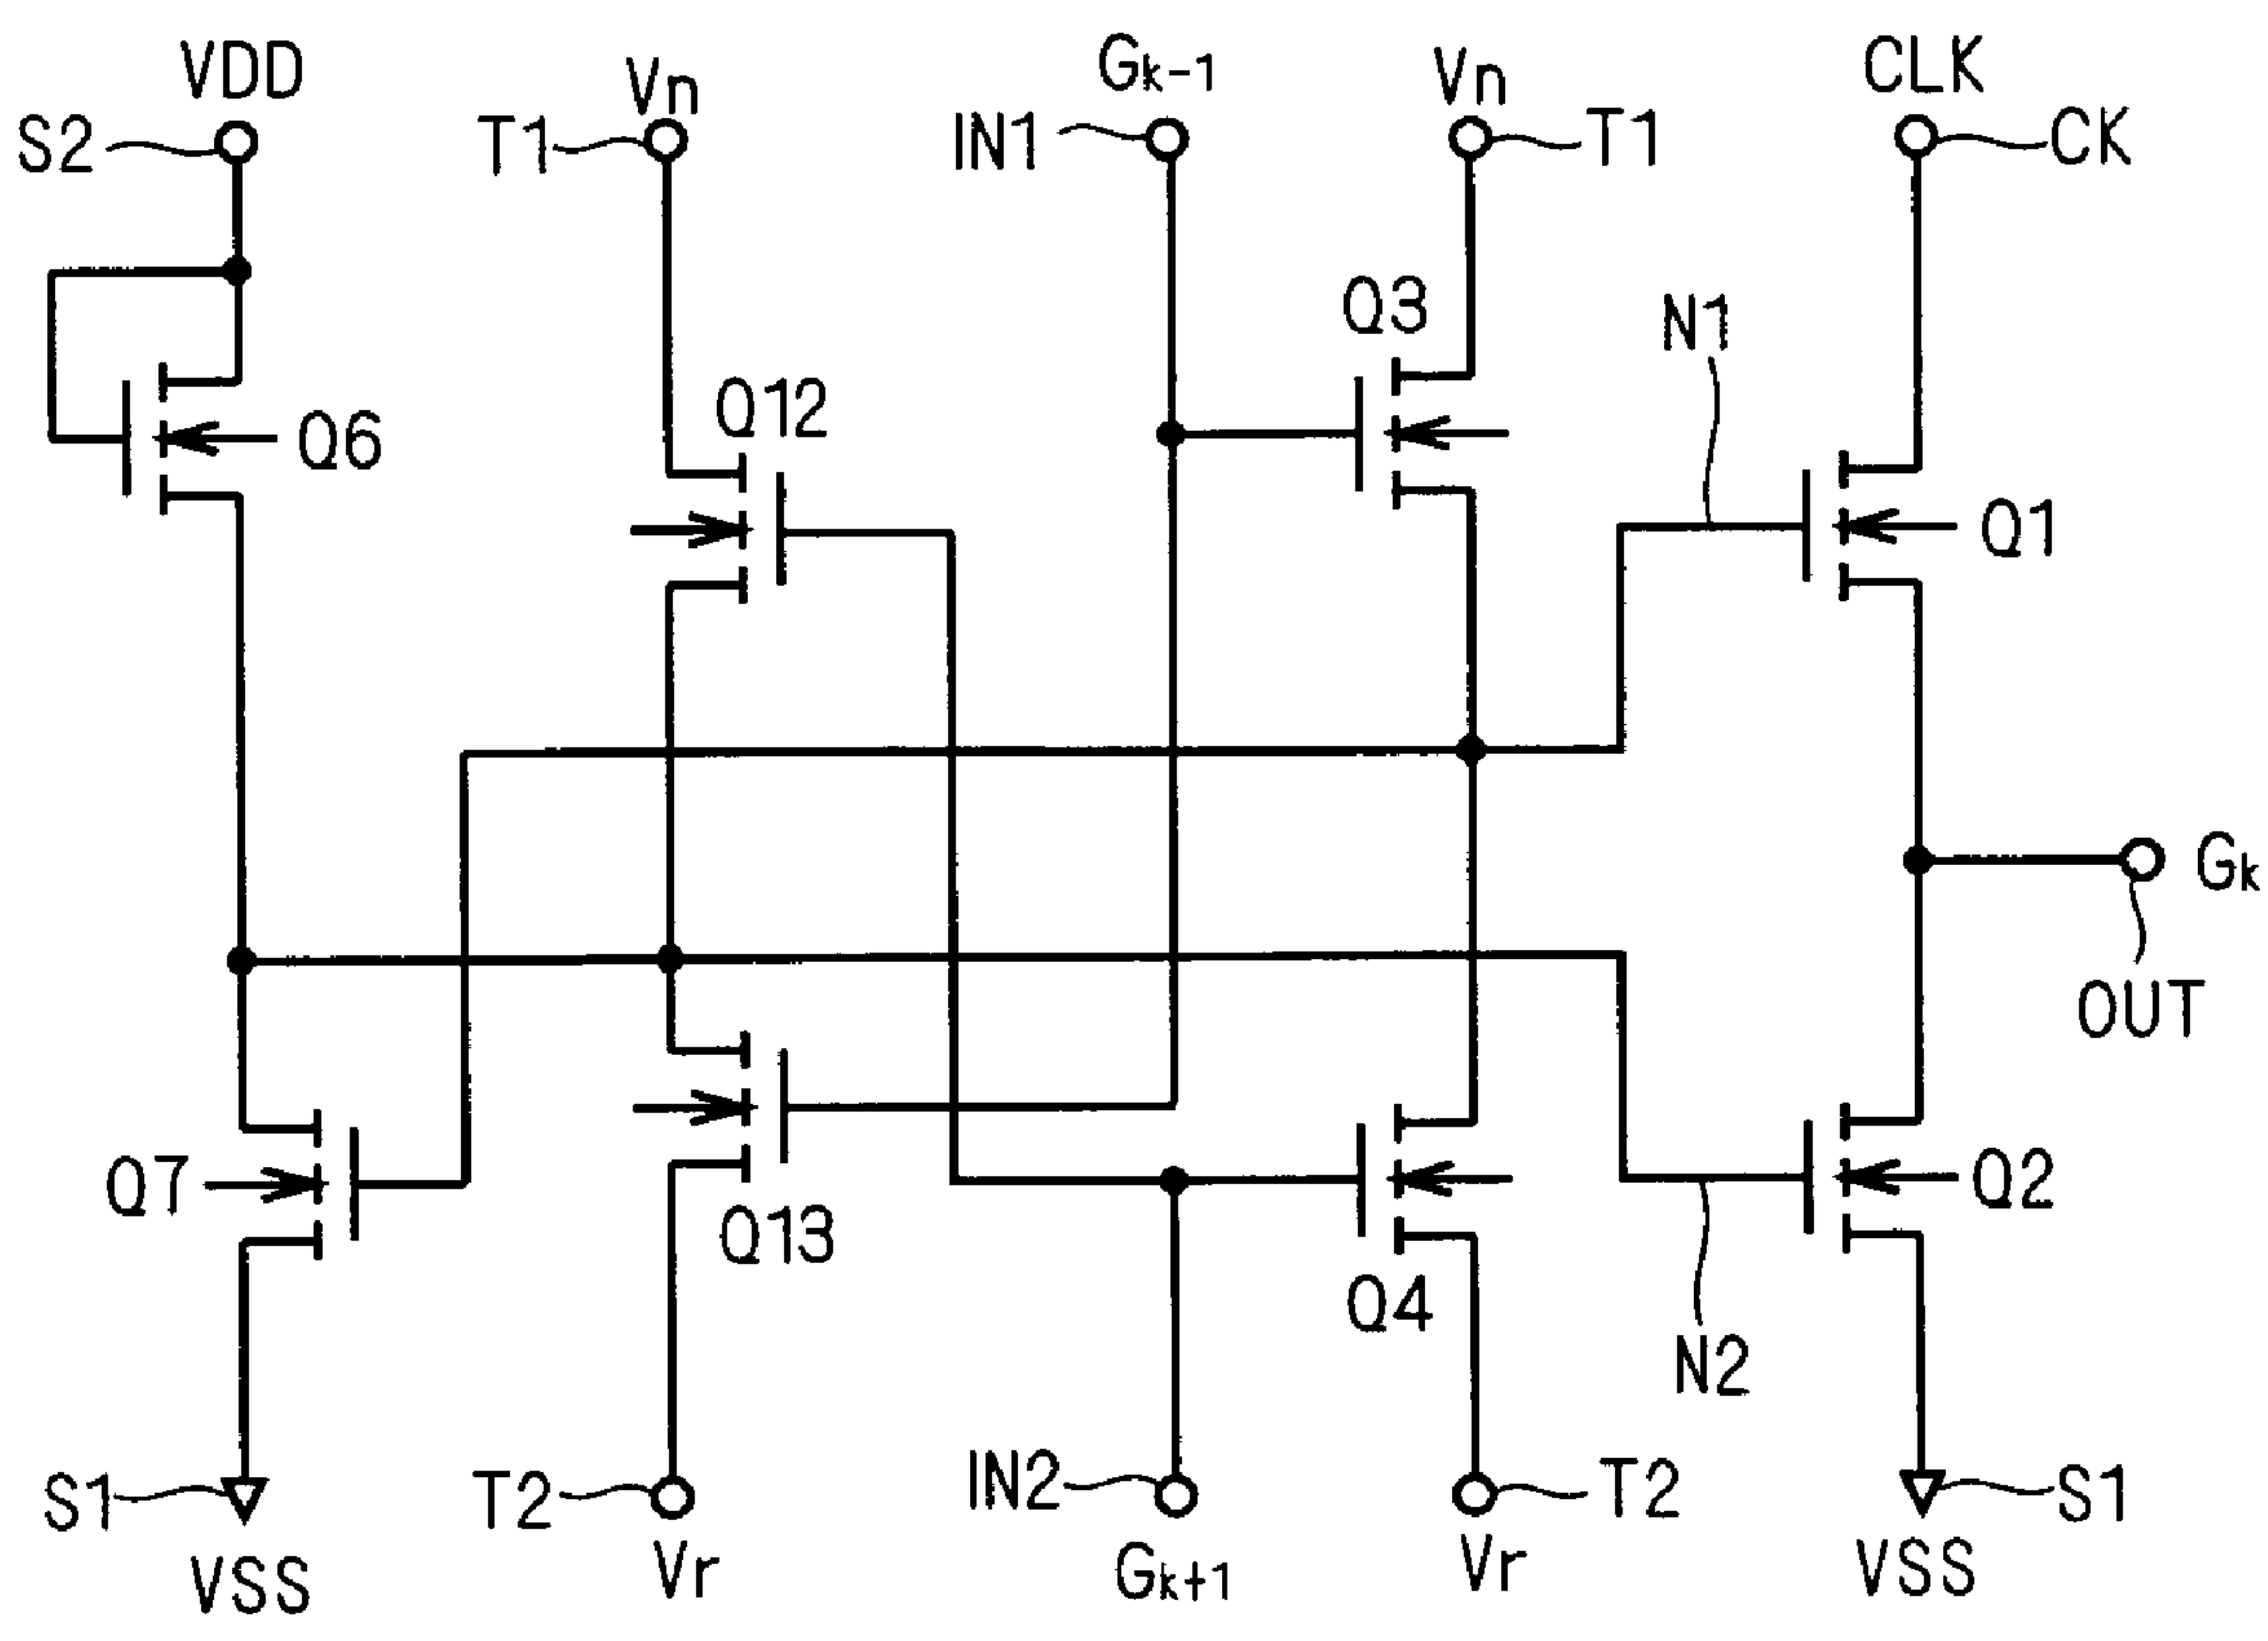 VDD
Vn
Gk-1
Vn
CLK
S2
T1
IN1
T1
CK
Q3
N1
Q12
Q6
Q1
Gk
OUT
Q7
Q13
Q2
Q4
N2
S1
T2
IN2
T2
S1
VSS
Vr
Gk+1
Vr
VSS